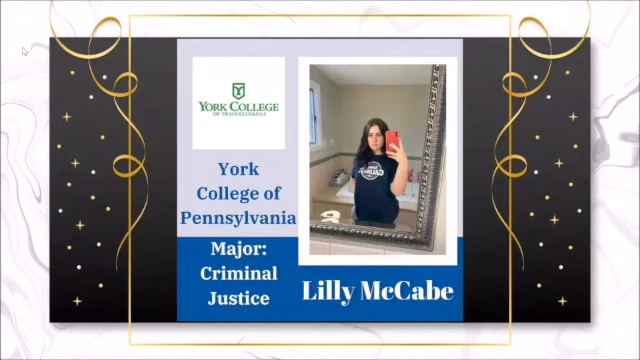 YORK COLLEGE
OF PENNSYLVANIA
York
College of
Pennsylvania
Major:
Criminal
Justice
Lilly McCabe